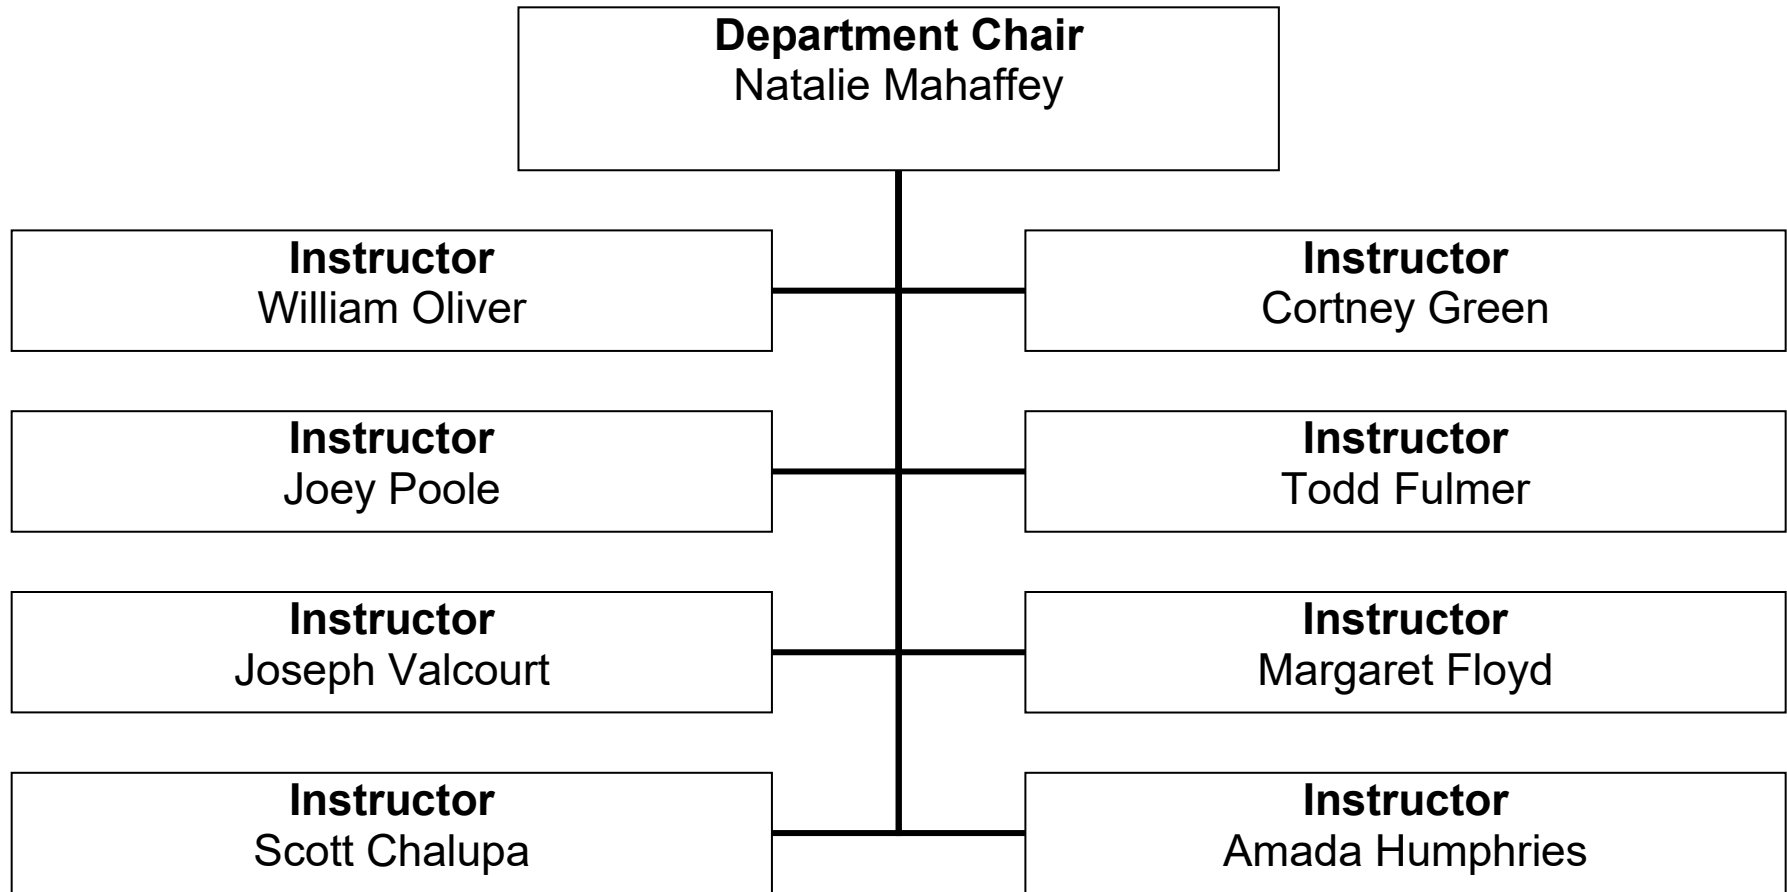 Department Chair
Natalie Mahaffey
Instructor
William Oliver
Instructor
Cortney Green
Instructor
Joey Poole
Instructor
Todd Fulmer
Instructor
Joseph Valcourt
Instructor
Margaret Floyd
Instructor
Scott Chalupa
Instructor
Amada Humphries